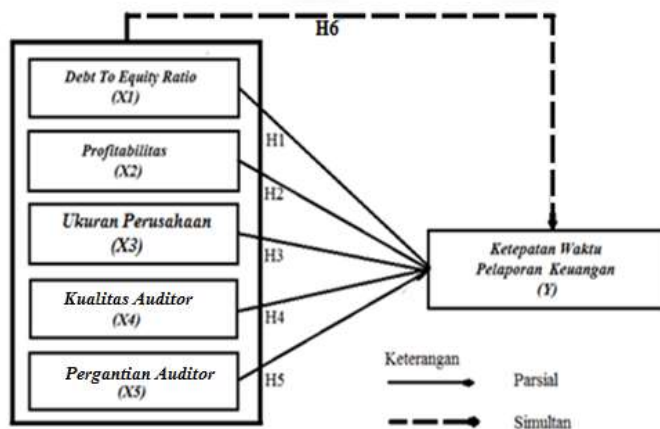 H6
Debt To Equity Ratio
(X1)
Profitabilitas
(X2)
Ukuran Perusahaan
(X3)
Kualitas Auditor
(X4)
Pergantian Auditor
(X5)
H1
H2
H3
H4
H5
Ketepatan Waktu
Pelaporan Keuangan
(Y)
Keterangan
Parsial
Simultan